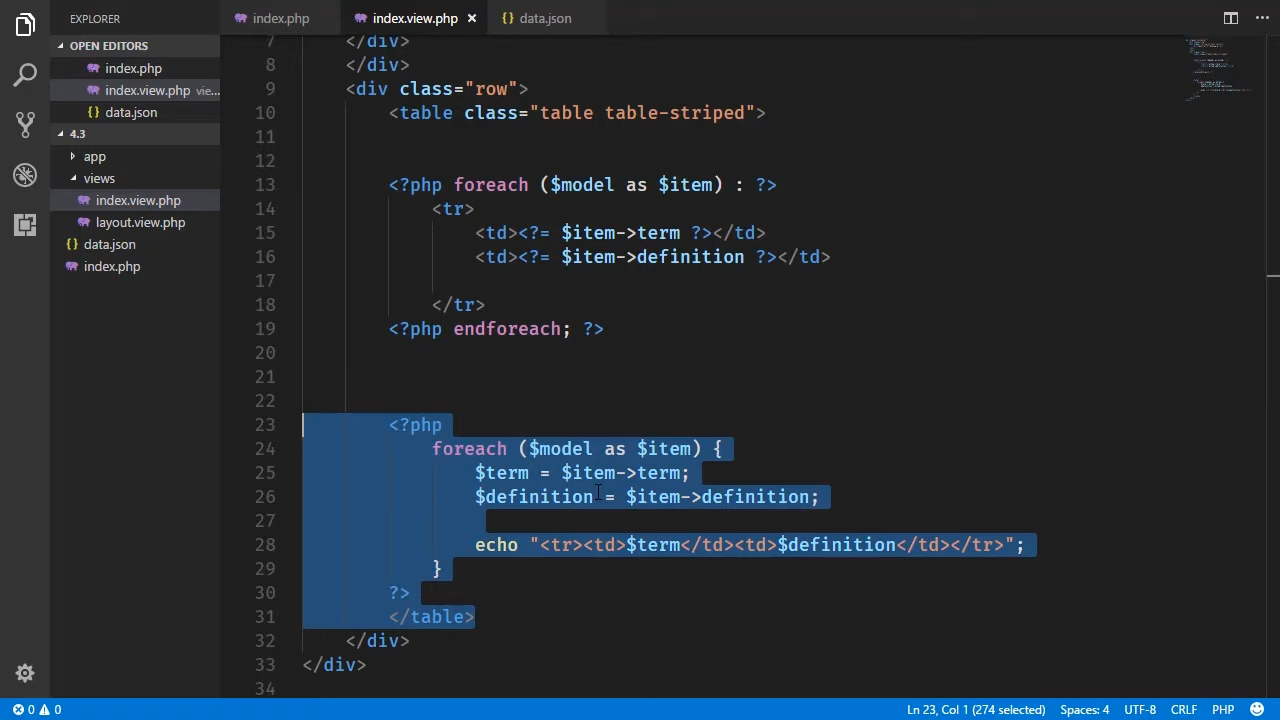 EXPLORER
OPEN EDITORS
index.php
index.view.php vie...
data.json
4.3
app
views
index.view.php
layout.view.php
data.json
index.php
index.php index.view.php × data.json
7 </div>
8 </div>
9 <div class="row">
10 <table class="table table-striped">
11
12
13 <?php foreach ($model as $item) : ?>
14 <tr>
15 <td><?= $item->term ?></td>
16 <td><?= $item->definition ?></td>
17
18 </tr>
19 <?php endforeach; ?>
20
21
22
23 <?php
24 foreach ($model as $item) {
25 $term = $item->term;
26 $definition = $item->definition;
27
28 echo "<tr><td>$term</td><td>$definition</td></tr>";
29 }
30 ?>
31 </table>
32 </div>
33 </div>
34
0 0 Ln 23, Col 1 (274 selected) Spaces: 4 UTF-8 CRLF PHP